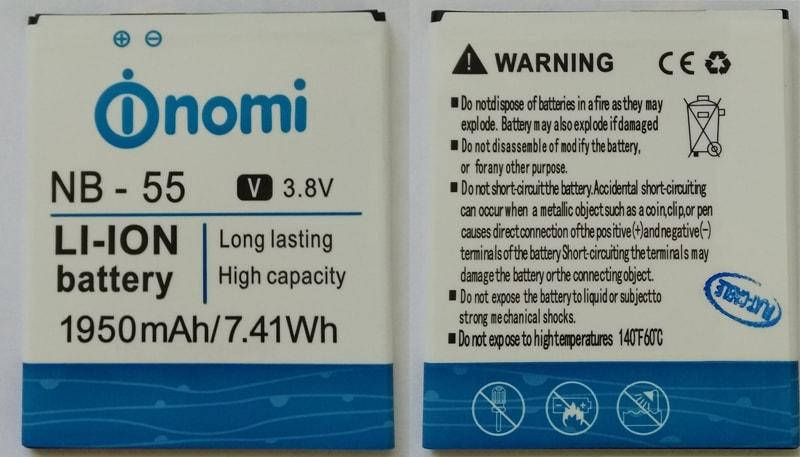 nomi
NB - 55 V 3.8V
LI-ION
battery
Long lasting
High capacity
1950mAh/7.41Wh
WARNING CE
Do notdispose of batteries in a fire as they may
explode. Battery may also explode if damaged
Do not disassemble of modify the battery,
or for any other purpose.
Do not short-circuit the battery.Accidental short-circuiting
can occur when a metallic object such as a coin,clip,or pen
causes direct connection of the positive (+) and negative(-)
terminals of the battery Short-circuiting the terminals may
damage the battery or the connecting object.
Do not expose the battery to liquid or subject to
strong mechanical shocks.
Do not expose to high temperatures 140°F60°C
PLAT-CABLE